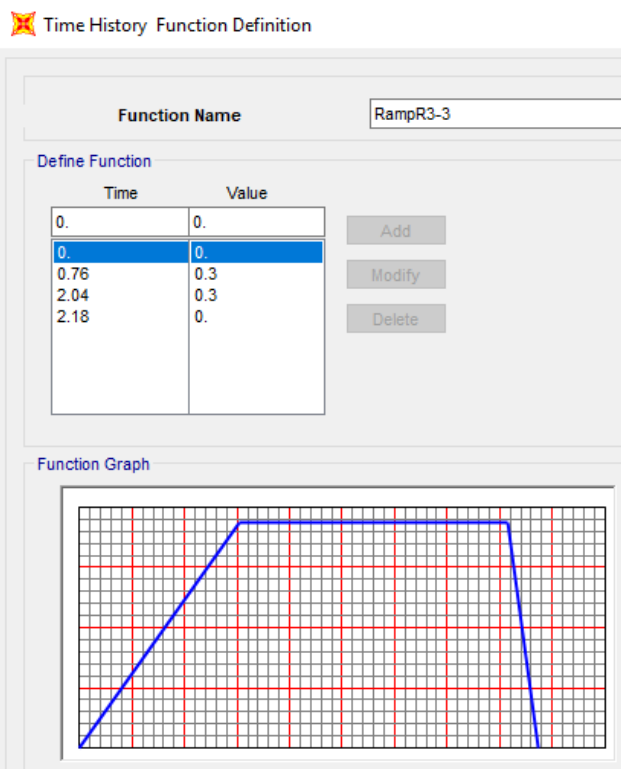 Time History Function Definition
Function Name RampR3-3
Define Function
Time Value
0. 0.
Add
0. 0.
0.76 0.3
Modify
2.04 0.3
2.18 0.
Delete
Function Graph